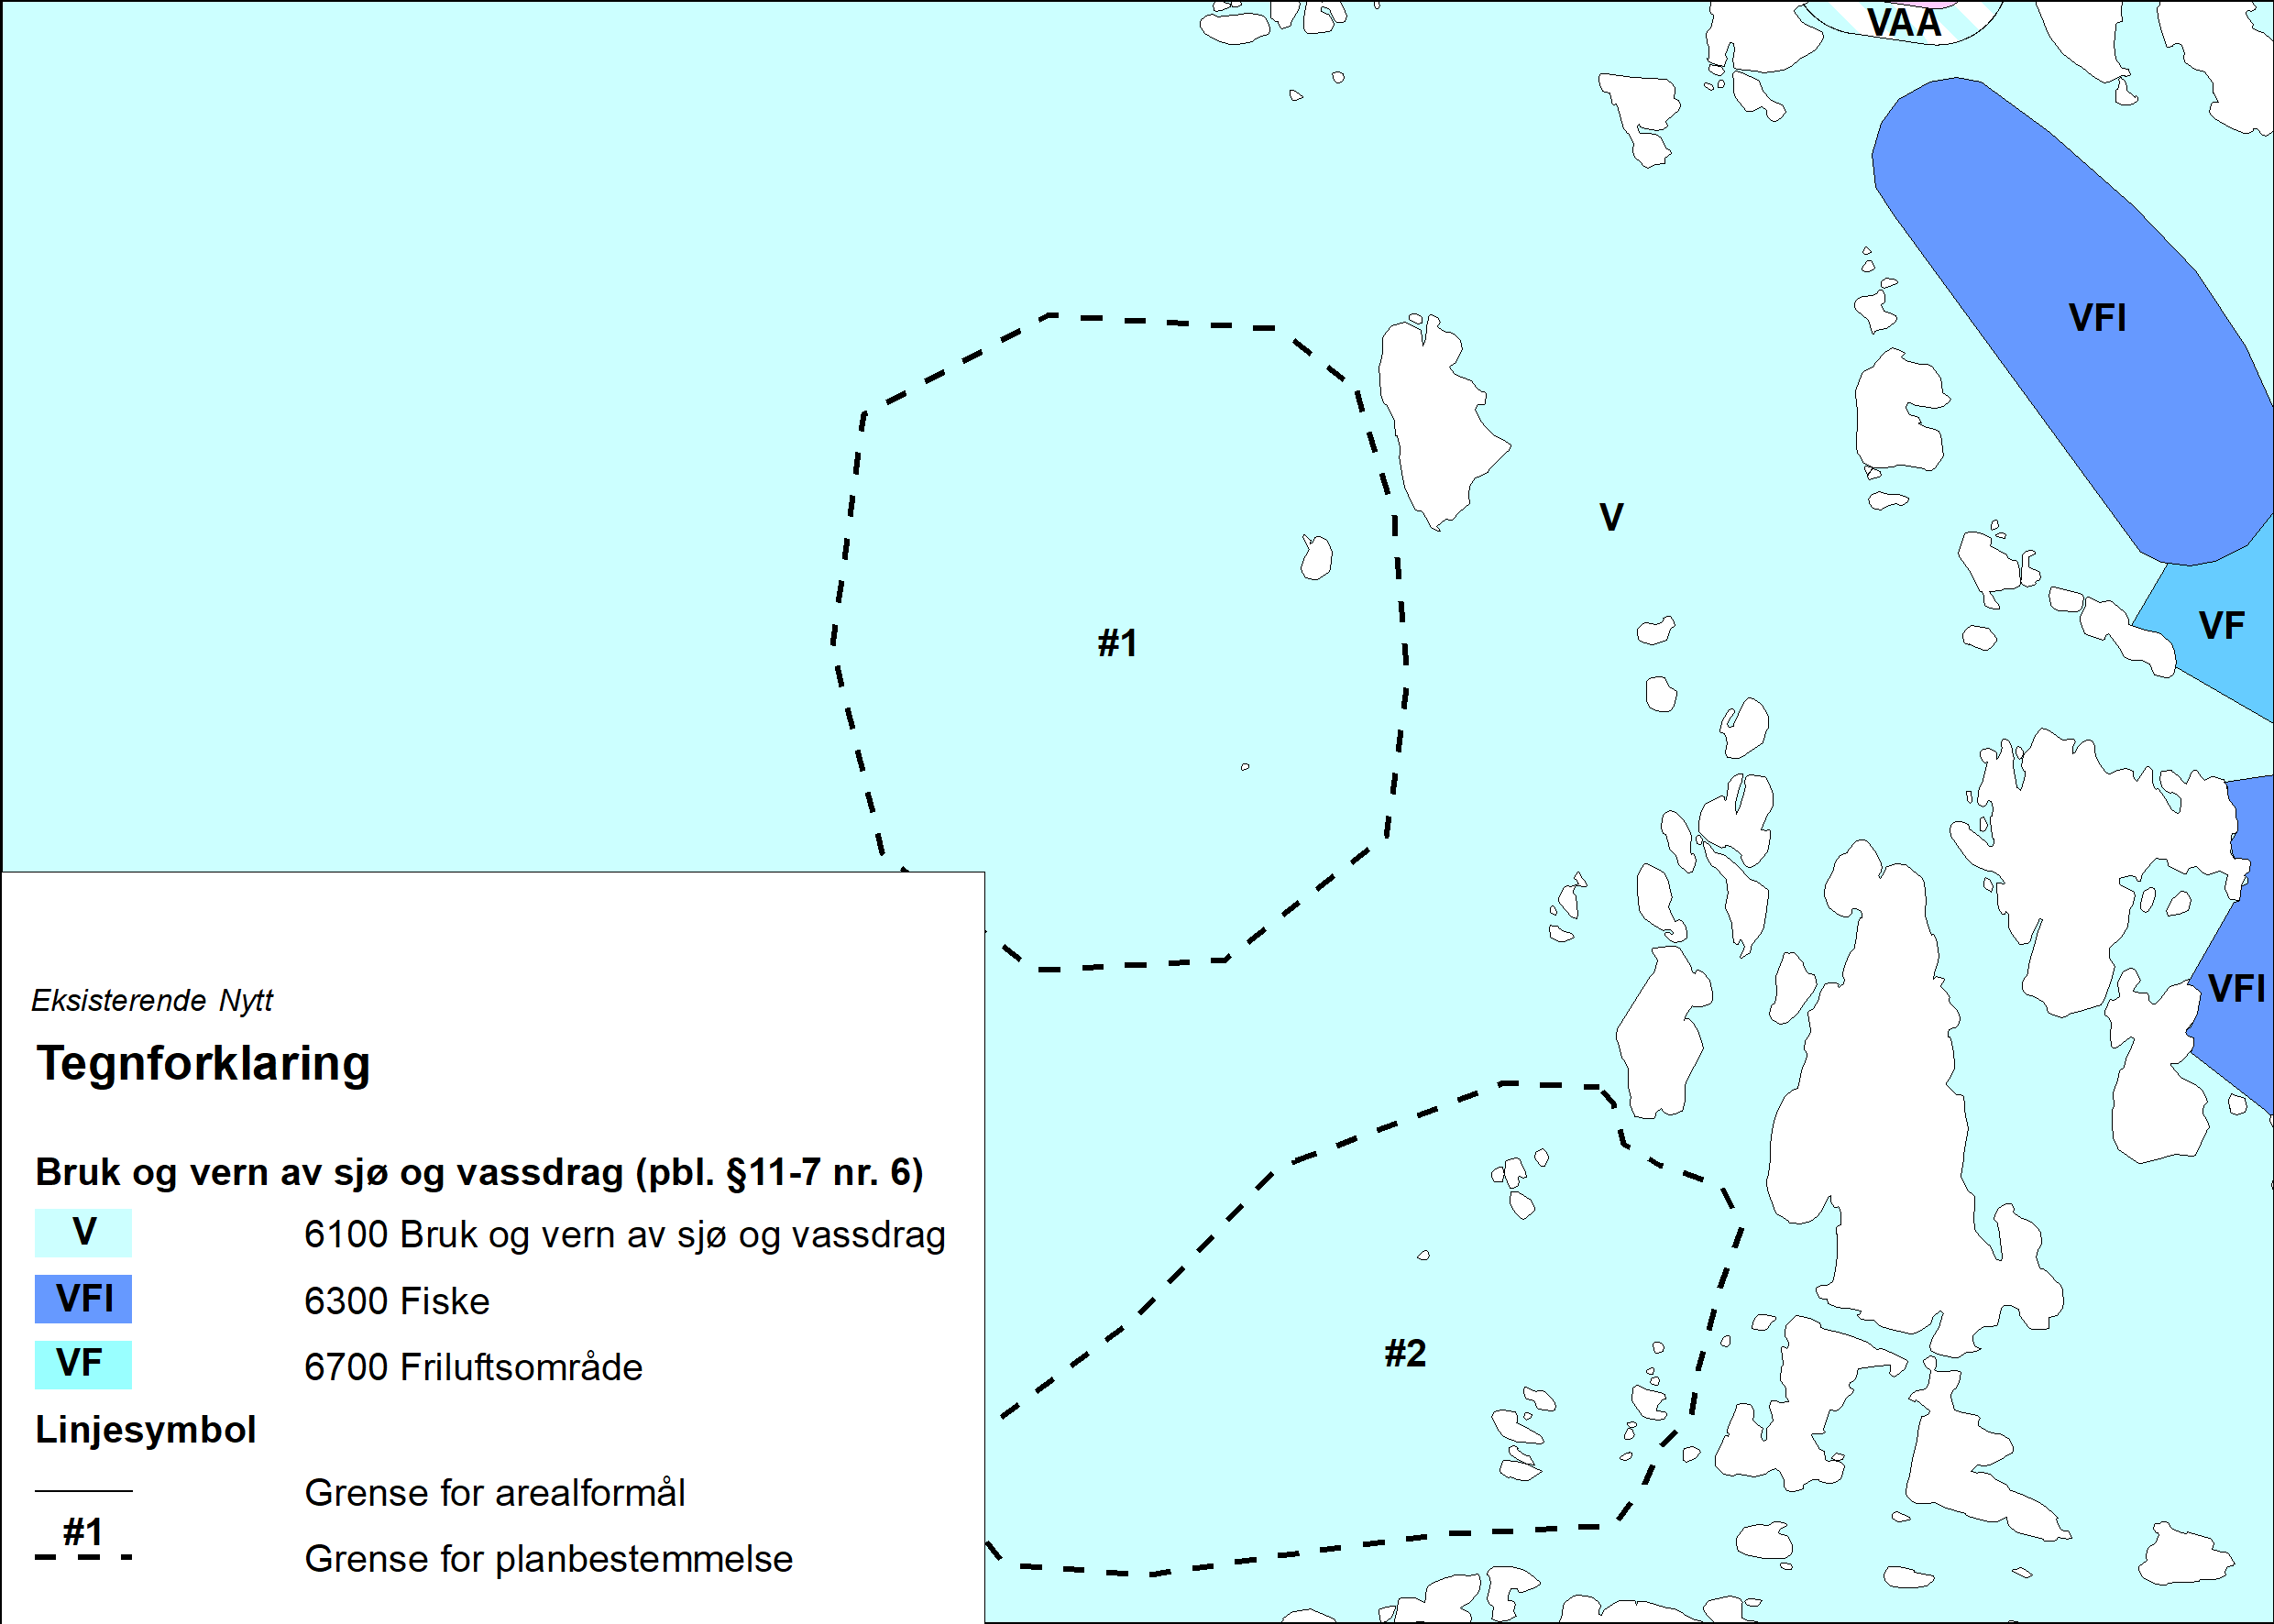 VAA
VFI
V
VF
#1
VFI
#2
Eksisterende Nytt
Tegnforklaring
Bruk og vern av sjø og vassdrag (pbl. §11-7 nr. 6)
V 6100 Bruk og vern av sjø og vassdrag
VFI 6300 Fiske
VF 6700 Friluftsområde
Linjesymbol
Grense for arealformål
#1 Grense for planbestemmelse